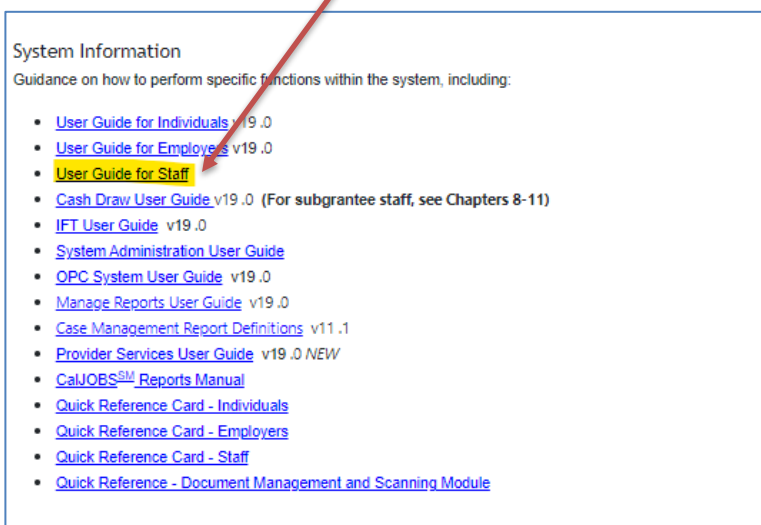 System Information
Guidance on how to perform specific functions within the system, including:
User Guide for Individuals v19.0
User Guide for Employers v19.0
User Guide for Staff
Cash Draw User Guide v19.0 (For subgrantee staff, see Chapters 8-11)
IFT User Guide v19.0
System Administration User Guide
OPC System User Guide v19.0
Manage Reports User Guide v19.0
Case Management Report Definitions v11.1
Provider Services User Guide v19.0 NEW
CalJOBS℠ Reports Manual
Quick Reference Card - Individuals
Quick Reference Card - Employers
Quick Reference Card - Staff
Quick Reference - Document Management and Scanning Module